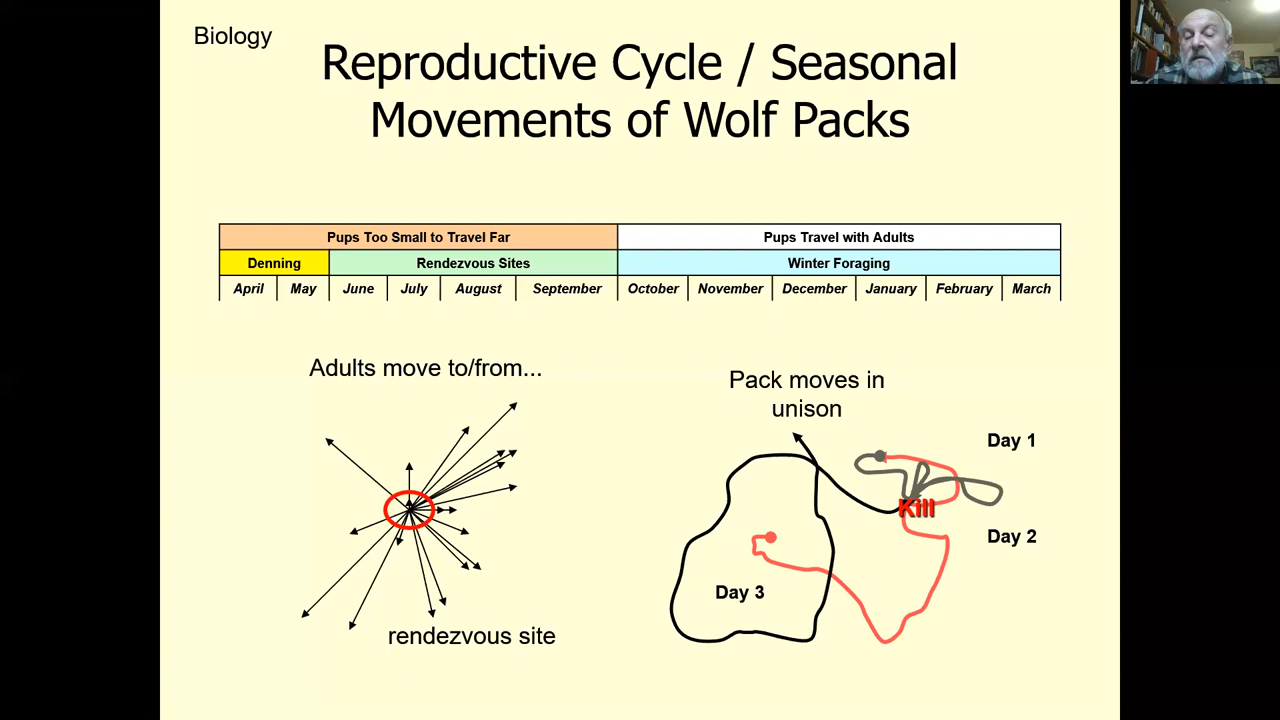 Biology
Reproductive Cycle / Seasonal
Movements of Wolf Packs
Pups Too Small to Travel Far Pups Travel with Adults
Denning Rendezvous Sites Winter Foraging
April May June July August September October November December January February March
Adults move to/from...
Pack moves in
unison
Day 1
Kill
Day 2
Day 3
rendezvous site